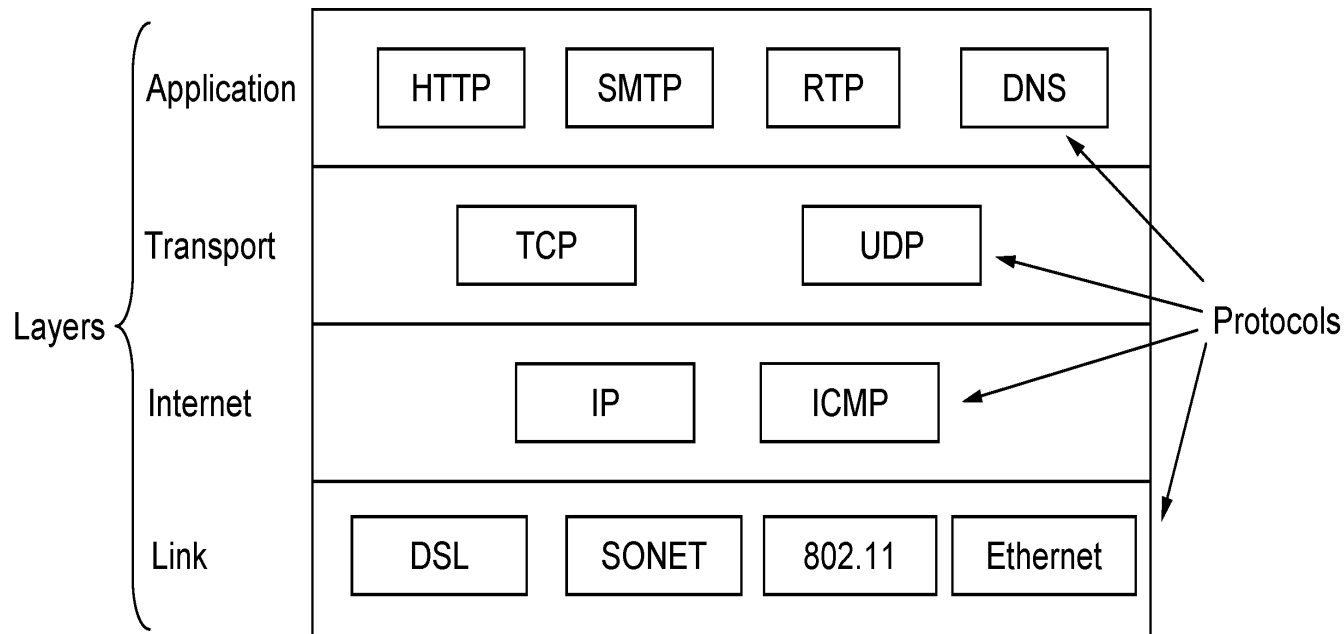 Application
HTTP
SMTP
RTP
DNS
Transport
TCP
UDP
Layers
Protocols
Internet
IP
ICMP
Link
DSL
SONET
802.11
Ethernet